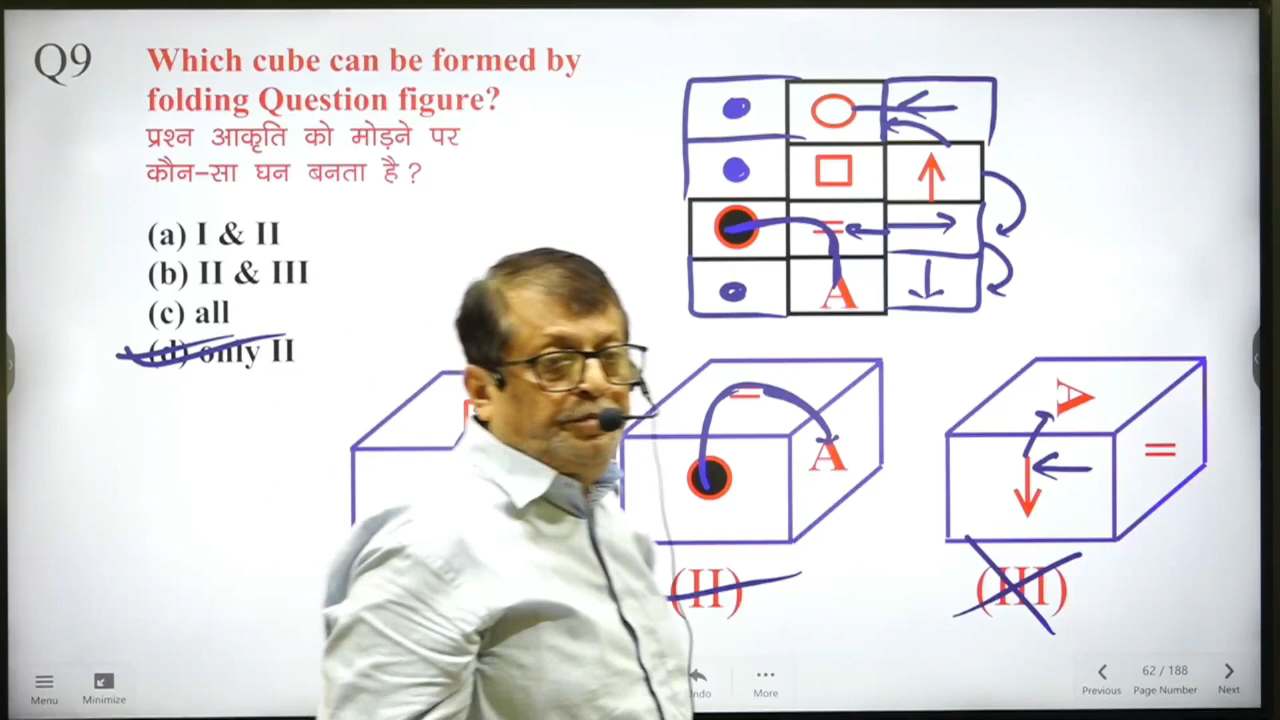 Q9
Which cube can be formed by
folding Question figure?
प्रश्न आकृति को मोड़ने पर
कौन-सा घन बनता है ?
(a) I & II
(b) II & III
(c) all
(d) only II
=
A
=
A
A
=
(II)
(III)
Menu
Minimize
More
Previous
62 / 188
Page Number
Next